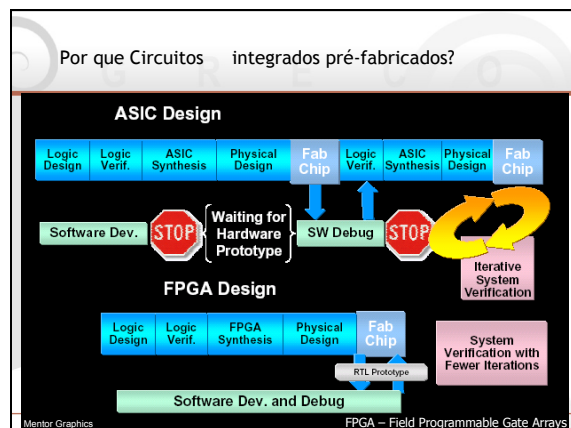 Por que Circuitos integrados pré-fabricados?
G R E C O
ASIC Design
Logic Design
Logic Verif.
ASIC Synthesis
Physical Design
Fab Chip
Logic Verif.
ASIC Synthesis
Physical Design
Fab Chip
Software Dev.
STOP
Waiting for
Hardware
Prototype
SW Debug
STOP
Iterative
System
Verification
FPGA Design
Logic Design
Logic Verif.
FPGA Synthesis
Physical Design
Fab Chip
RTL Prototype
System
Verification with
Fewer Iterations
Software Dev. and Debug
Mentor Graphics
FPGA – Field Programmable Gate Arrays